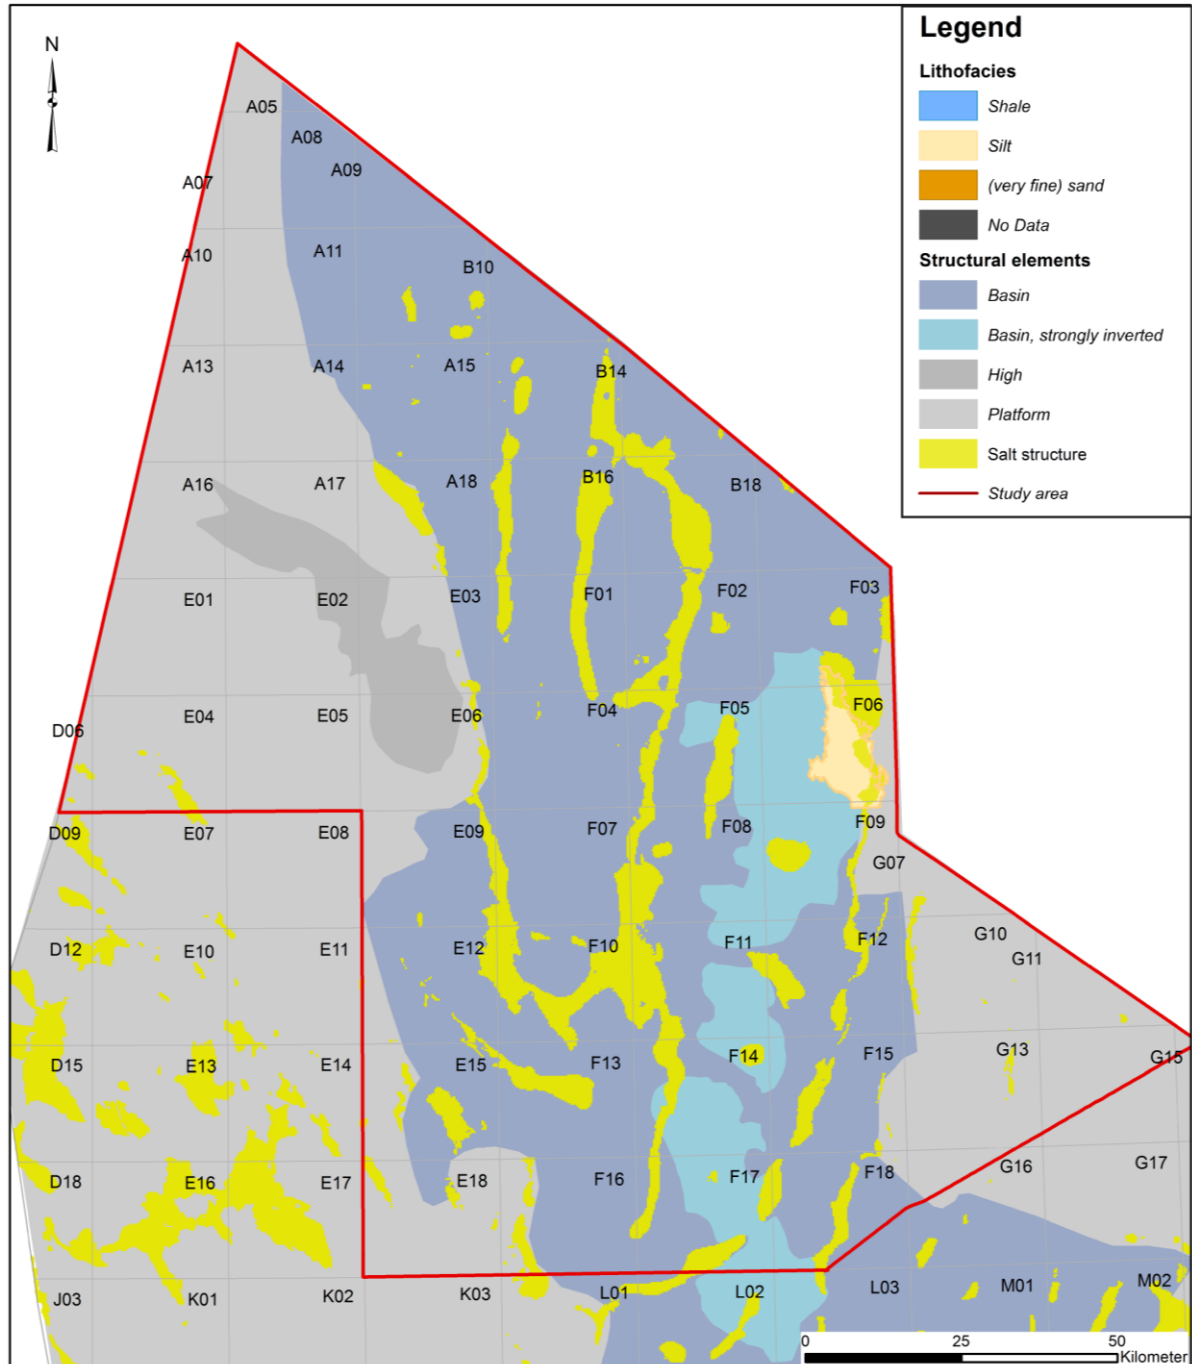 Legend
Lithofacies
Shale
Silt
(very fine) sand
No Data
Structural elements
Basin
Basin, strongly inverted
High
Platform
Salt structure
Study area
N
A05
A08
A09
A07
A10 A11 B10
A13 A14 A15 B14
A16 A17 A18 B16 B18
E01 E02 E03 F01 F02 F03
D06 E04 E05 E06 F04 F05 F06
D09 E07 E08 E09 F07 F08 F09
G07
D12 E10 E11 E12 F10 F11 F12 G10
G11
D15 E13 E14 E15 F13 F14 F15 G13 G15
D18 E16 E17 E18 F16 F17 F18 G16 G17
J03 K01 K02 K03 L01 L02 L03 M01 M02
0 25 50
Kilometer